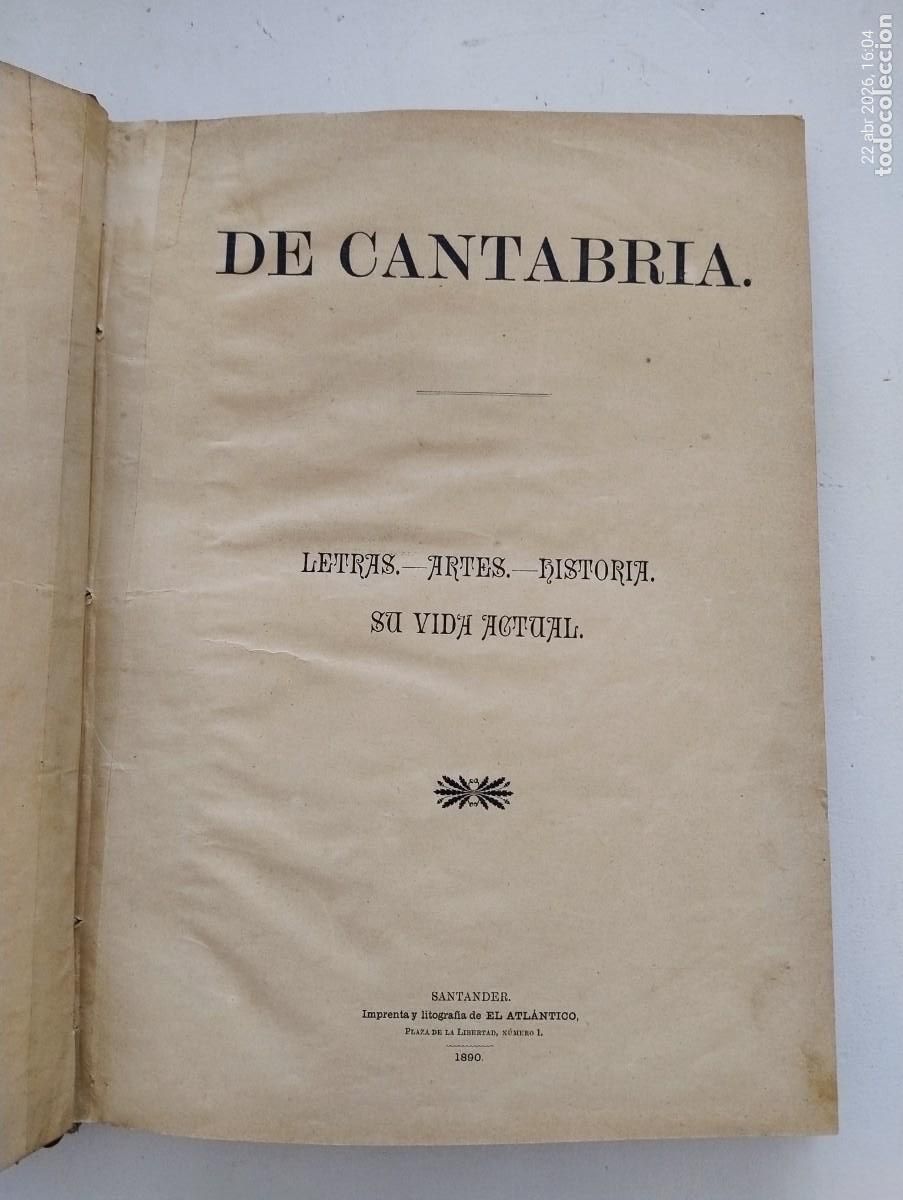 DE CANTABRIA.
LETRAS.—ARTES.—HISTORIA.
SU VIDA ACTUAL.
SANTANDER.
Imprenta y litografía de EL ATLÁNTICO,
PLAZA DE LA LIBERTAD, NÚMERO 1.
1890.
22 abr 2026, 16:04
todocoleccion